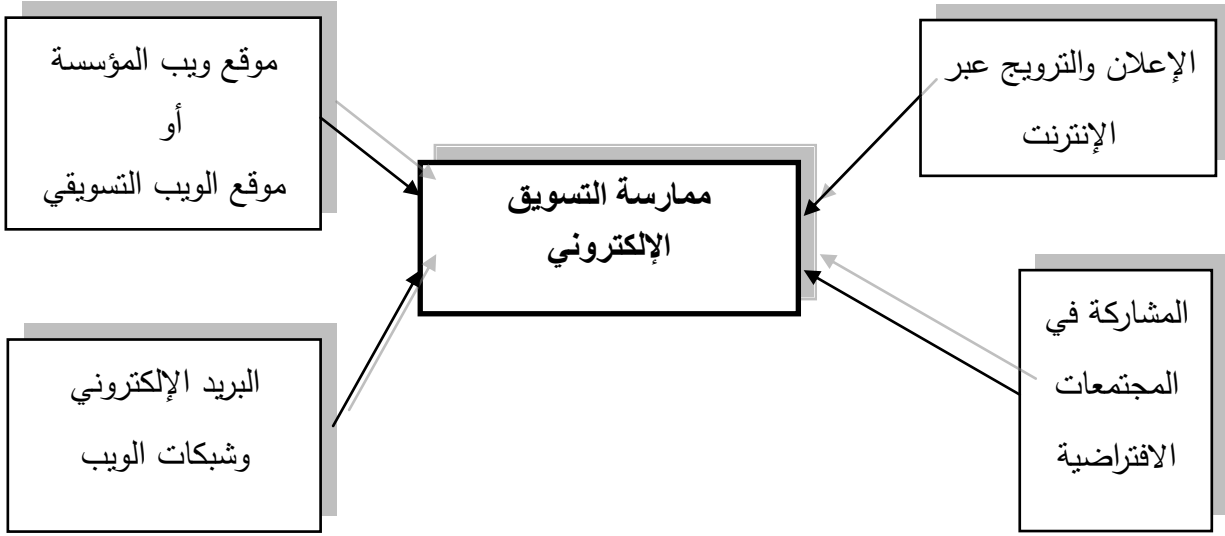 الإعلان والترويج عبر
الإنترنت
موقع ويب المؤسسة
أو
موقع الويب التسويقي
ممارسة التسويق
الإلكتروني
المشاركة في
المجتمعات
الافتراضية
البريد الإلكتروني
وشبكات الويب